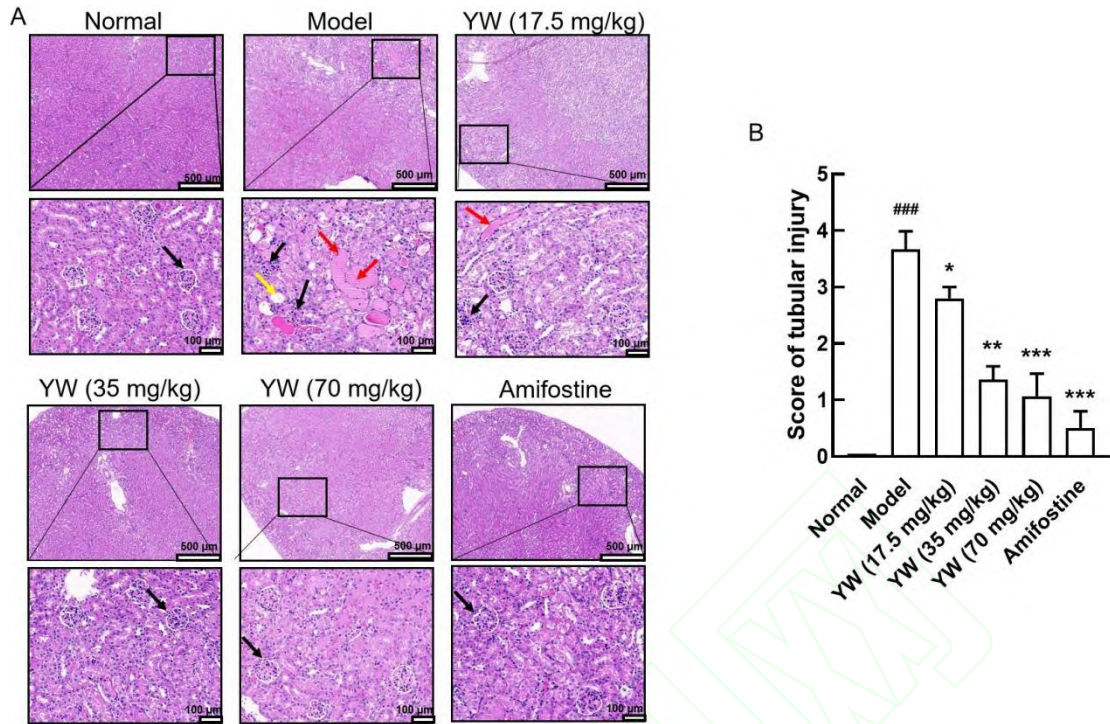 A
Normal
Model
YW (17.5 mg/kg)
500 µm
500 µm
500 µm
100 µm
100 µm
100 µm
YW (35 mg/kg)
YW (70 mg/kg)
Amifostine
500 µm
500 µm
500 µm
100 µm
100 µm
100 µm
B
Score of tubular injury
5
4
3
2
1
0
###
*
**
***
***
Normal
Model
YW (17.5 mg/kg)
YW (35 mg/kg)
YW (70 mg/kg)
Amifostine